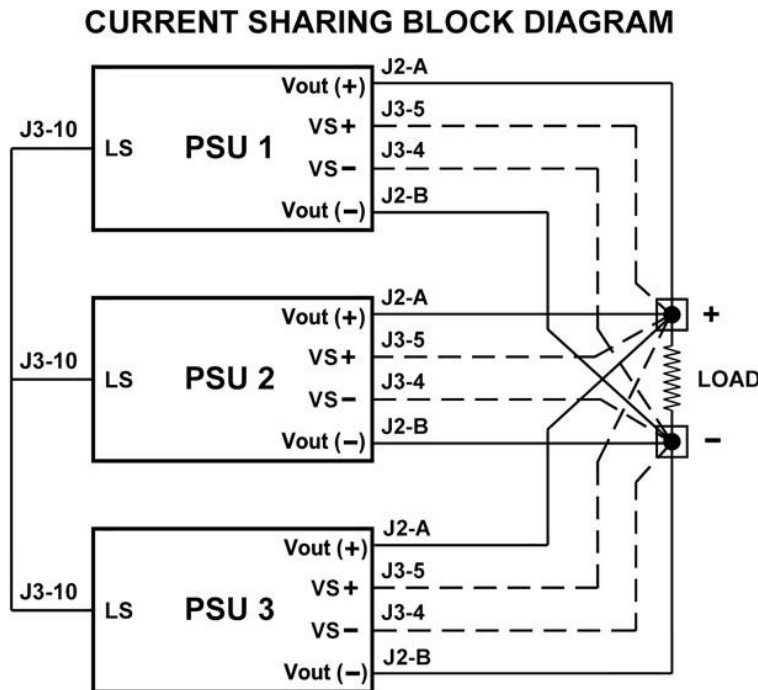 CURRENT SHARING BLOCK DIAGRAM
J2-A
Vout (+)
J3-10
J3-5
VS+
LS
PSU 1
J3-4
VS−
J2-B
Vout (−)
J2-A
Vout (+)
+
J3-10
J3-5
VS+
LS
PSU 2
LOAD
J3-4
VS−
J2-B
Vout (−)
−
J2-A
Vout (+)
J3-10
J3-5
VS+
LS
PSU 3
J3-4
VS−
J2-B
Vout (−)